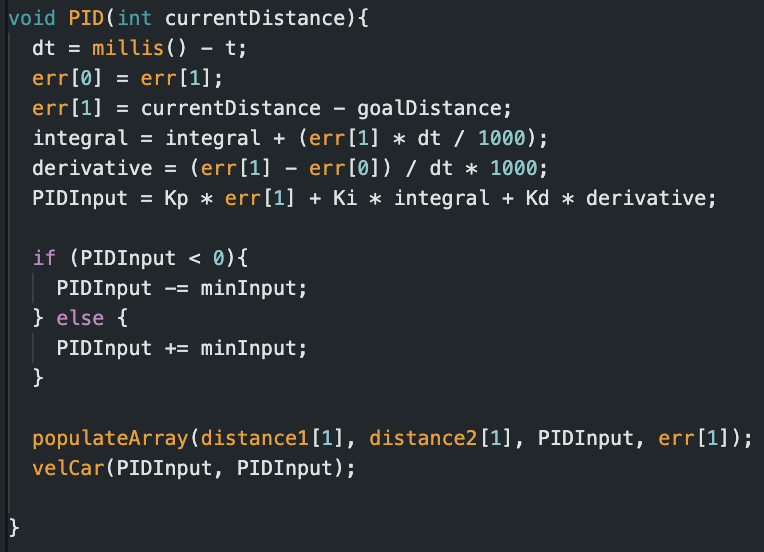 void PID(int currentDistance){
  dt = millis() - t;
  err[0] = err[1];
  err[1] = currentDistance - goalDistance;
  integral = integral + (err[1] * dt / 1000);
  derivative = (err[1] - err[0]) / dt * 1000;
  PIDInput = Kp * err[1] + Ki * integral + Kd * derivative;

  if (PIDInput < 0){
    PIDInput -= minInput;
  } else {
    PIDInput += minInput;
  }

  populateArray(distance1[1], distance2[1], PIDInput, err[1]);
  velCar(PIDInput, PIDInput);

}